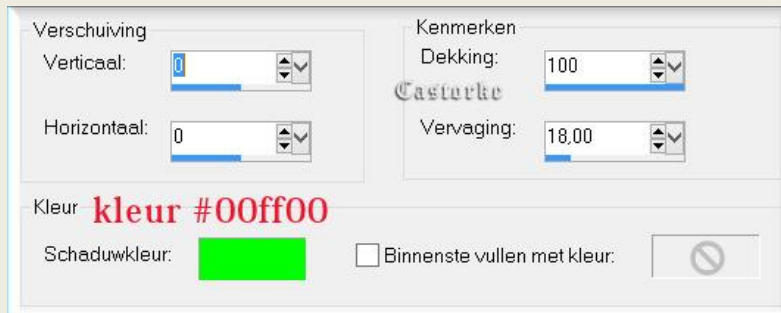 Verschuiving
Verticaal: 0
Horizontaal: 0
Kenmerken
Dekking: 100
Castorke
Vervaging: 18,00
Kleur kleur #00ff00
Schaduwkleur: Binnenste vullen met kleur: